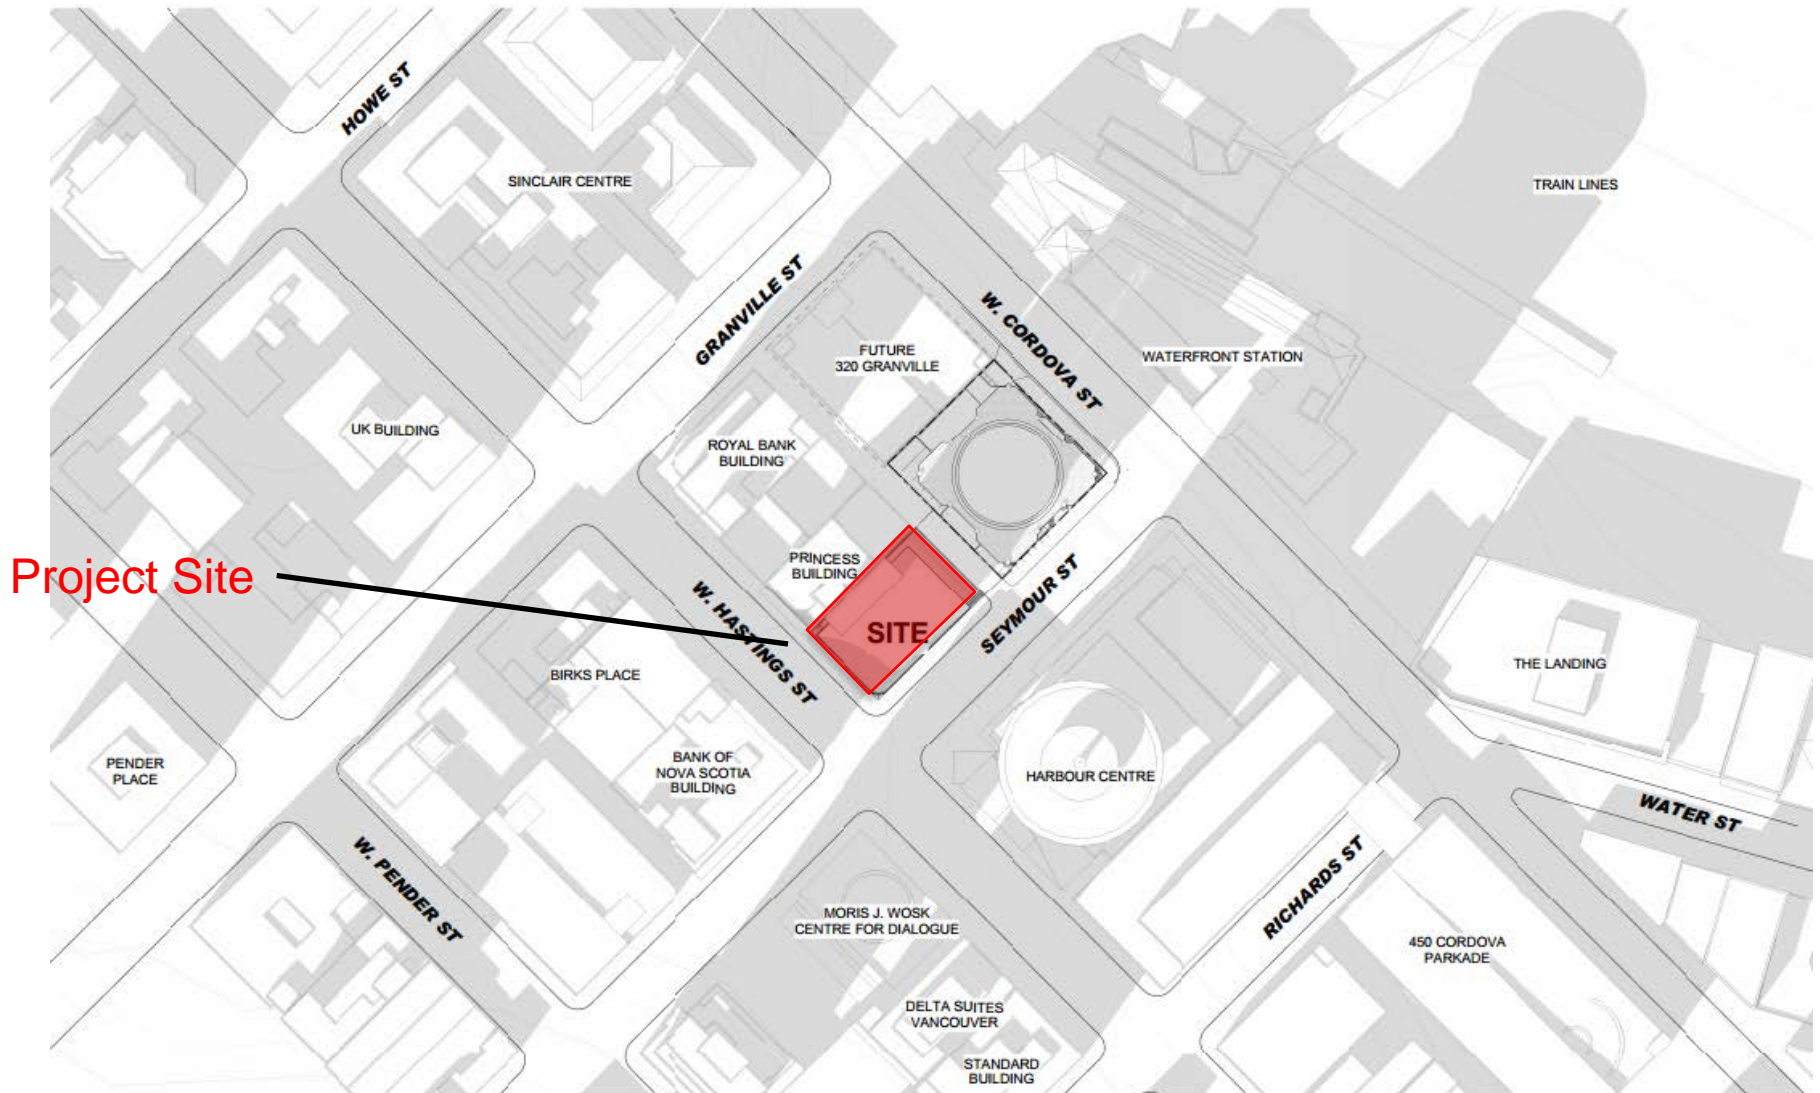 HOWE ST
SINCLAIR CENTRE
TRAIN LINES
GRANVILLE ST
W. CORDOVA ST
FUTURE
320 GRANVILLE
WATERFRONT STATION
UK BUILDING
ROYAL BANK
BUILDING
Project Site
PRINCESS
BUILDING
W. HASTINGS ST
SITE
SEYMOUR ST
BIRKS PLACE
THE LANDING
PENDER
PLACE
BANK OF
NOVA SCOTIA
BUILDING
HARBOUR CENTRE
WATER ST
W. PENDER ST
RICHARDS ST
MORIS J. WOSK
CENTRE FOR DIALOGUE
450 CORDOVA
PARKADE
DELTA SUITES
VANCOUVER
STANDARD
BUILDING